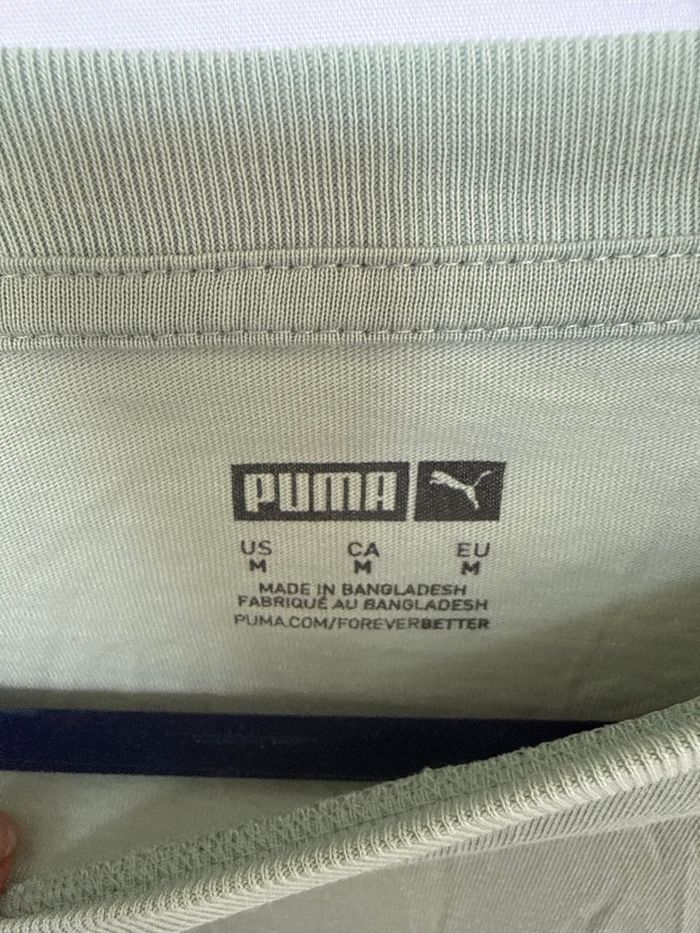 PUMA
US CA EU
M M M
MADE IN BANGLADESH
FABRIQUÉ AU BANGLADESH
PUMA.COM/FOREVERBETTER